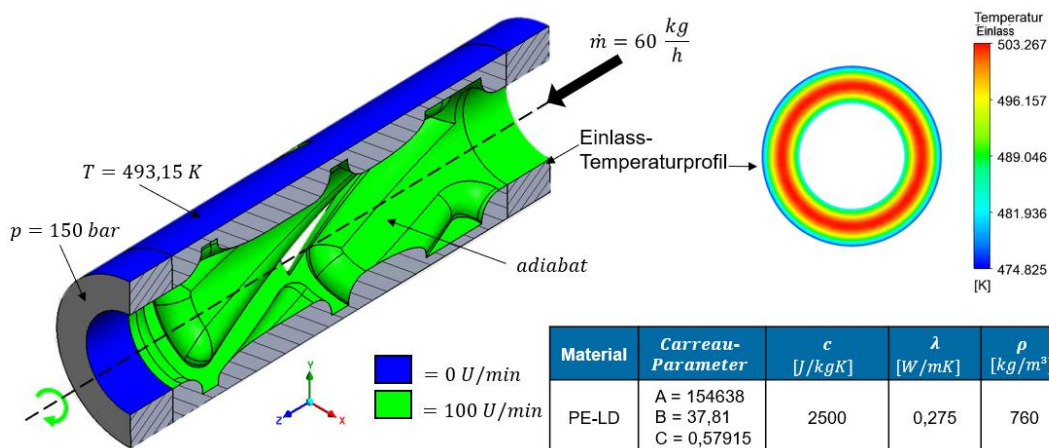 ṁ = 60 kg/h
Temperatur
Einlass
503.267
496.157
489.046
481.936
474.825
[K]
Einlass-
Temperaturprofil
T = 493,15 K
p = 150 bar
adiabat
= 0 U/min
= 100 U/min
Y
Z
X
Material Carreau-Parameter c [J/kgK] λ [W/mK] ρ [kg/m³]
PE-LD A = 154638 2500 0,275 760
B = 37,81
C = 0,57915